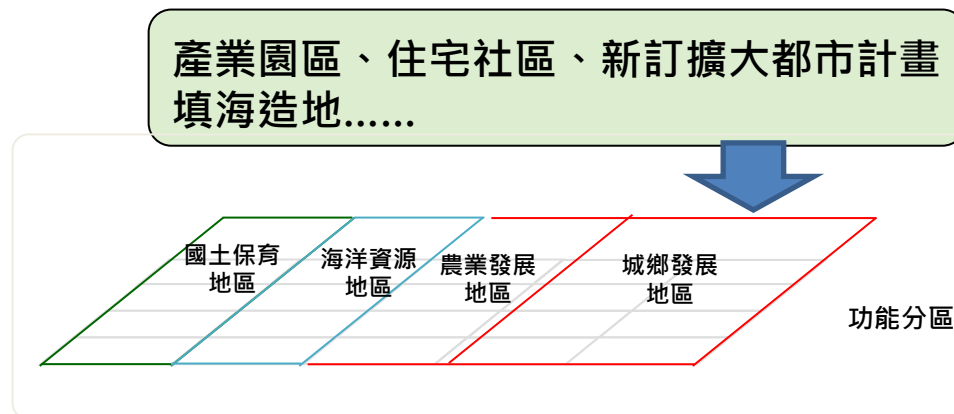 產業園區、住宅社區、新訂擴大都市計畫
填海造地......
國土保育
地區
海洋資源
地區
農業發展
地區
城鄉發展
地區
功能分區